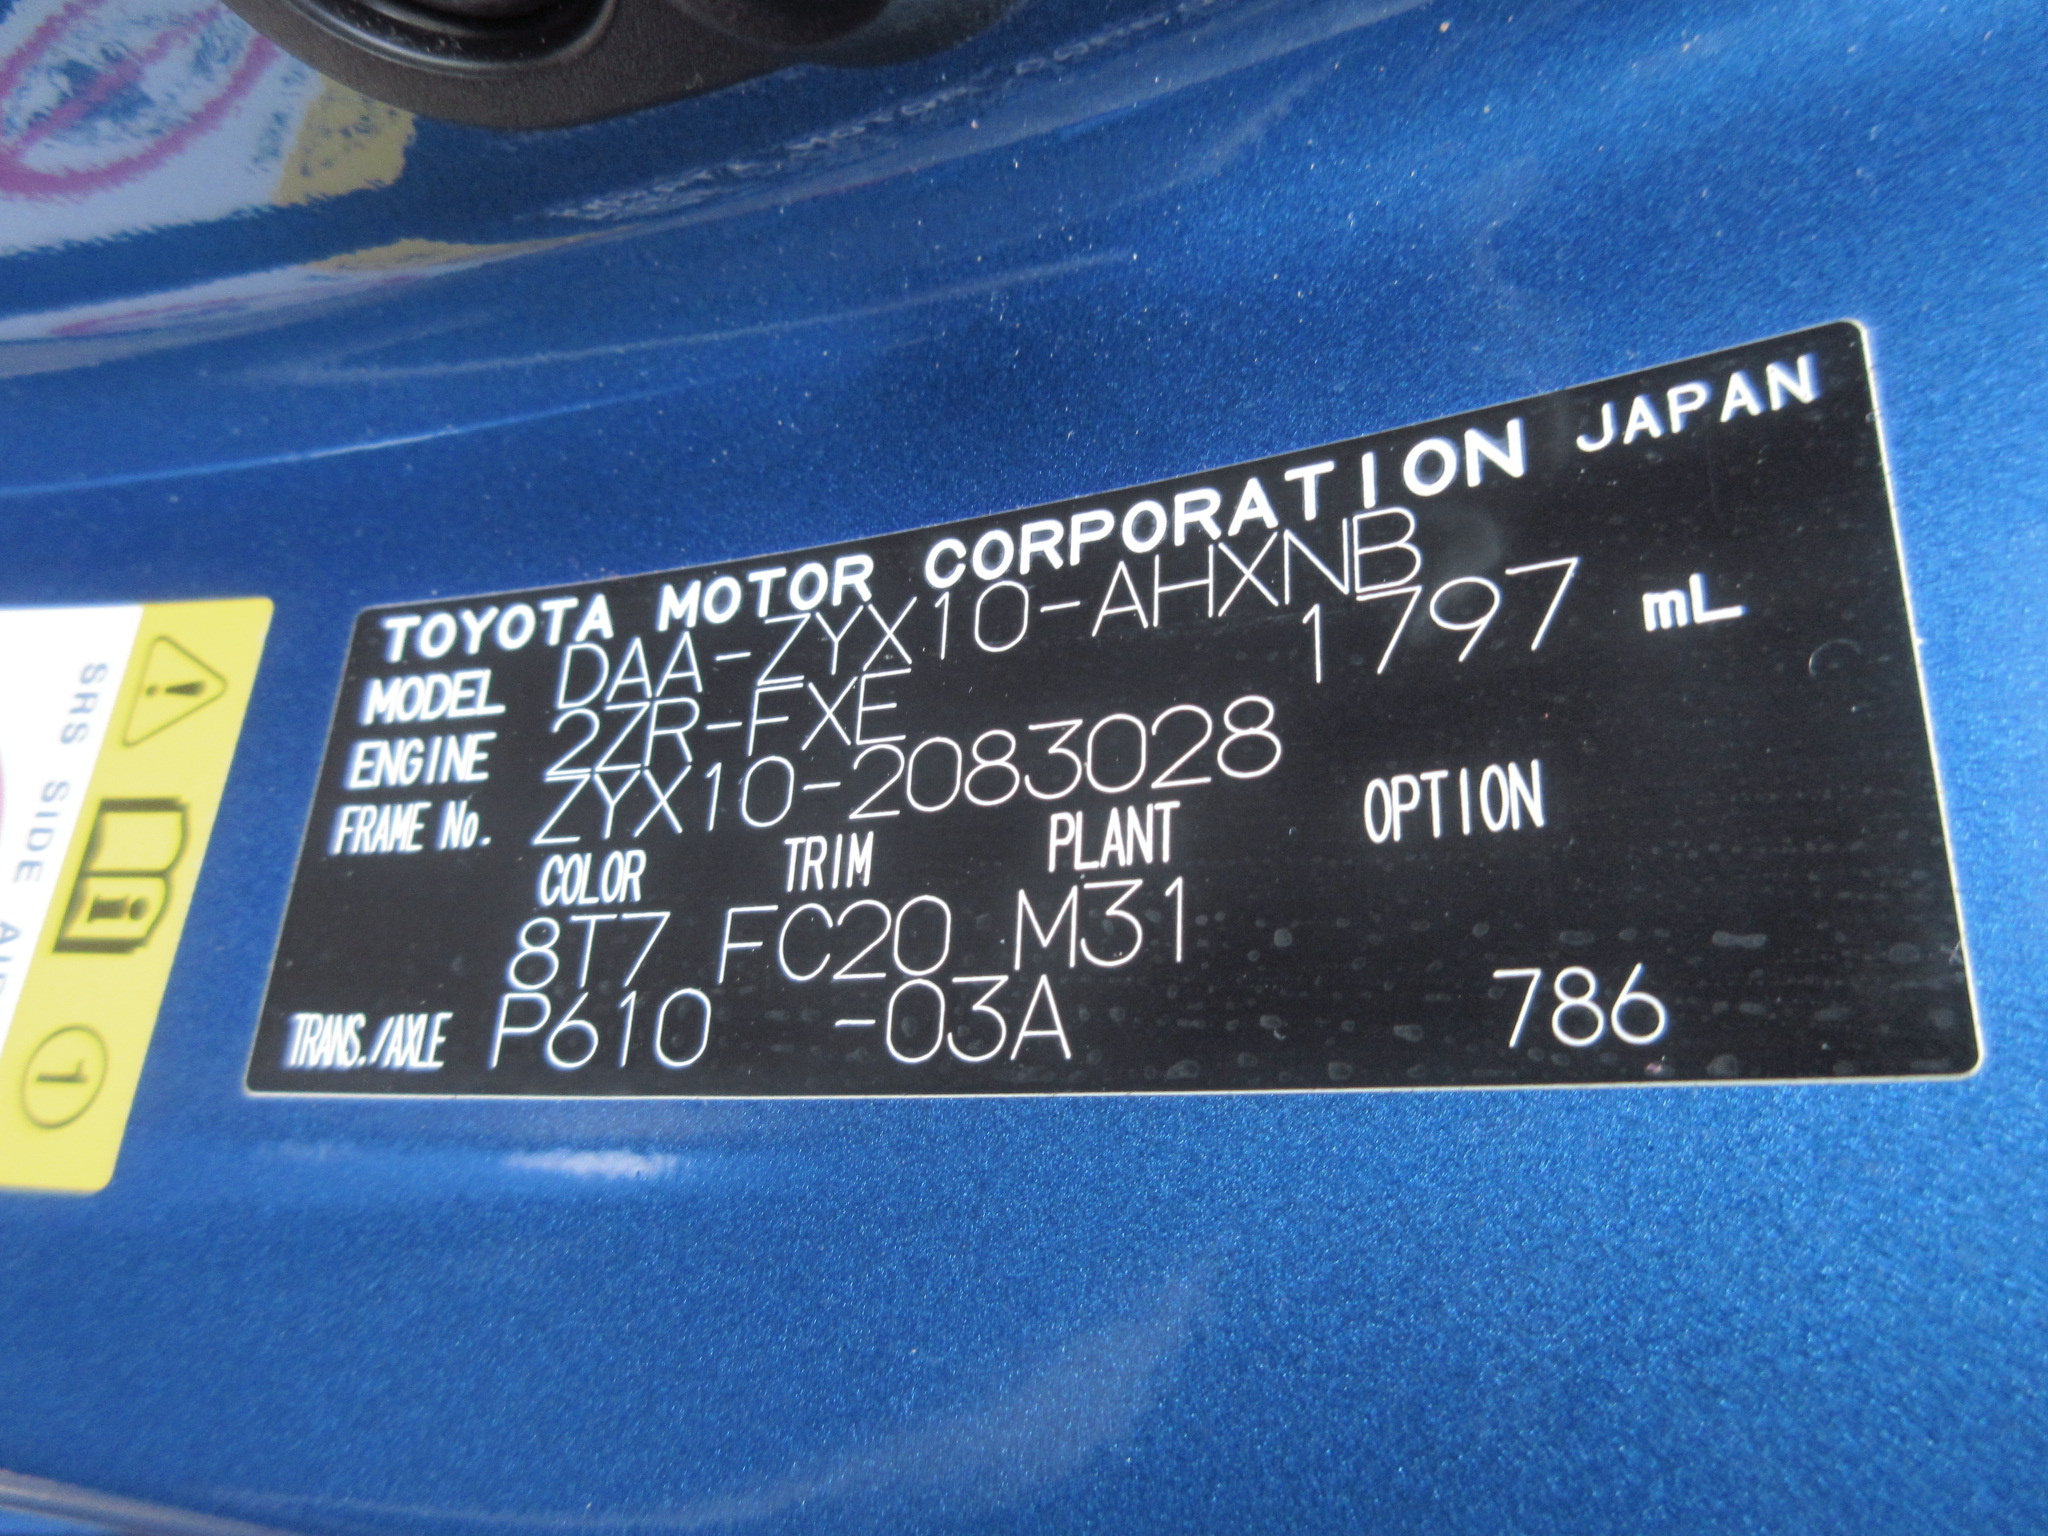 TOYOTA MOTOR CORPORATION JAPAN
MODEL DAA-ZYX10-AHXNB
ENGINE 2ZR-FXE 1797 mL
FRAME No. ZYX10-2083028
COLOR TRIM PLANT OPTION
8T7 FC20 M31
TRANS./AXLE P610 -03A 786
SRS SIDE
1